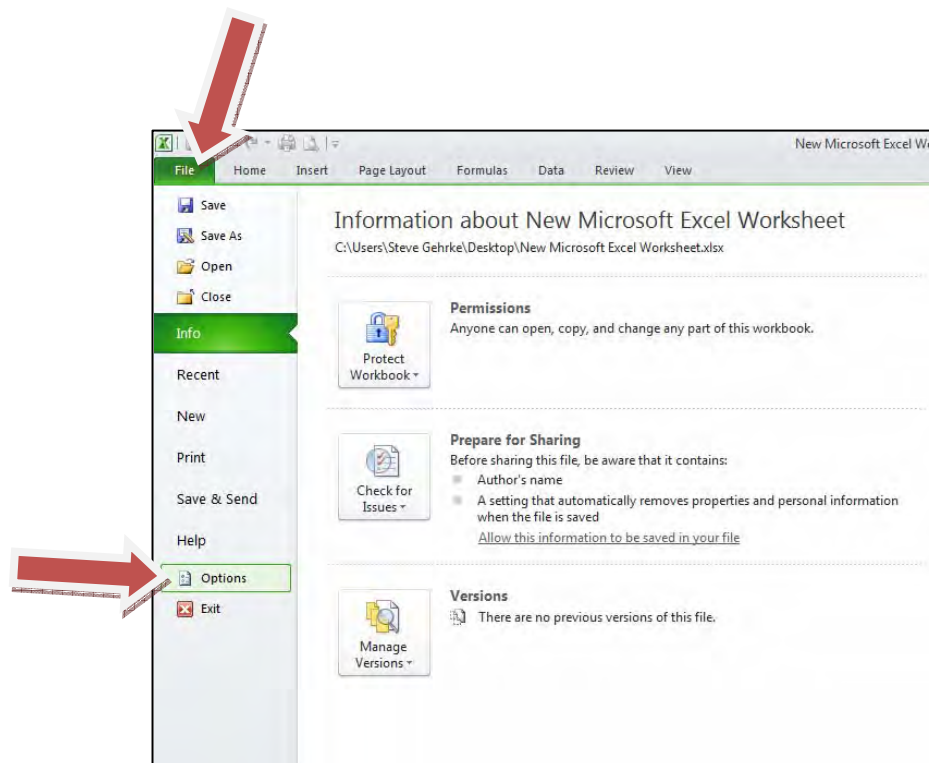 New Microsoft Excel Wo
File Home Insert Page Layout Formulas Data Review View
Save
Save As
Open
Close
Info
Recent
New
Print
Save & Send
Help
Options
Exit
Information about New Microsoft Excel Worksheet
C:\Users\Steve Gehrke\Desktop\New Microsoft Excel Worksheet.xlsx
Protect
Workbook
Permissions
Anyone can open, copy, and change any part of this workbook.
Check for
Issues
Prepare for Sharing
Before sharing this file, be aware that it contains:
Author's name
A setting that automatically removes properties and personal information
when the file is saved
Allow this information to be saved in your file
Manage
Versions
Versions
There are no previous versions of this file.